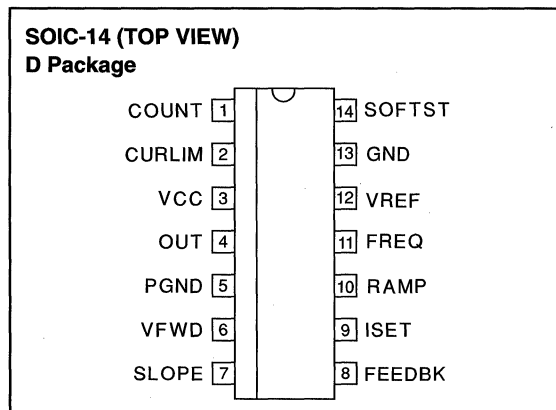 SOIC-14 (TOP VIEW)
D Package
COUNT 1 14 SOFTST
CURLIM 2 13 GND
VCC 3 12 VREF
OUT 4 11 FREQ
PGND 5 10 RAMP
VFWD 6 9 ISET
SLOPE 7 8 FEEDBK